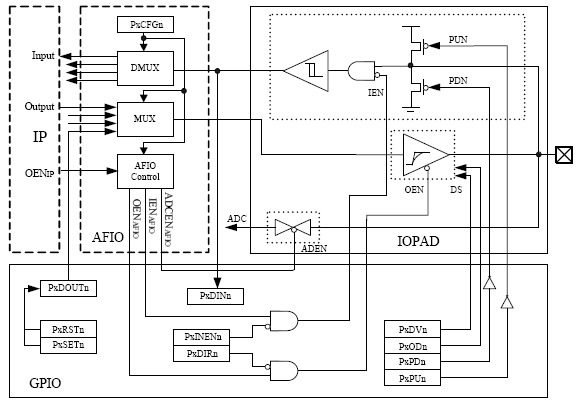 PxCFGn
PUN
Input
DMUX
PDN
IEN
Output
MUX
IP
OENIP
AFIO
Control
OEN
DS
OENAFIO
IENAFIO
ADCENAFIO
ADC
AFIO
ADEN
IOPAD
PxDOUTn
PxDINn
PxRSTn
PxSETn
PxINENn
PxDIRn
PxDVn
PxODn
PxPDn
PxPUn
GPIO